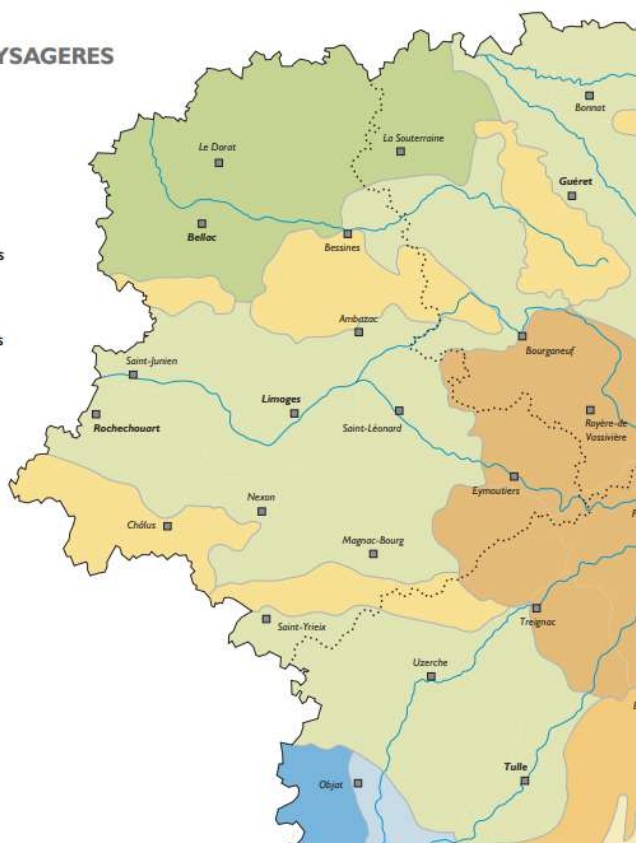 YSAGERES
Bonnat
Le Dorat
La Souterraine
Guéret
Bellac
Bessines
s
Ambazac
s
Bourganeuf
Saint-Junien
Limoges
Rochechouart
Saint-Léonard
Royère-de
Vassivière
Eymoutiers
Nexon
Châlus
Magnac-Bourg
Treignac
Saint-Yrieix
Uzerche
Tulle
Objat